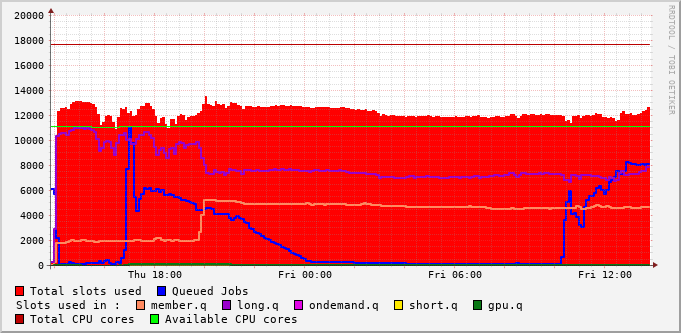 20000
18000
16000
14000
12000
10000
8000
6000
4000
2000
0
Thu 18:00 Fri 00:00 Fri 06:00 Fri 12:00
RRDTOOL / TOBI OETIKER
Total slots used Queued Jobs
Slots used in : member.q long.q ondemand.q short.q gpu.q
Total CPU cores Available CPU cores